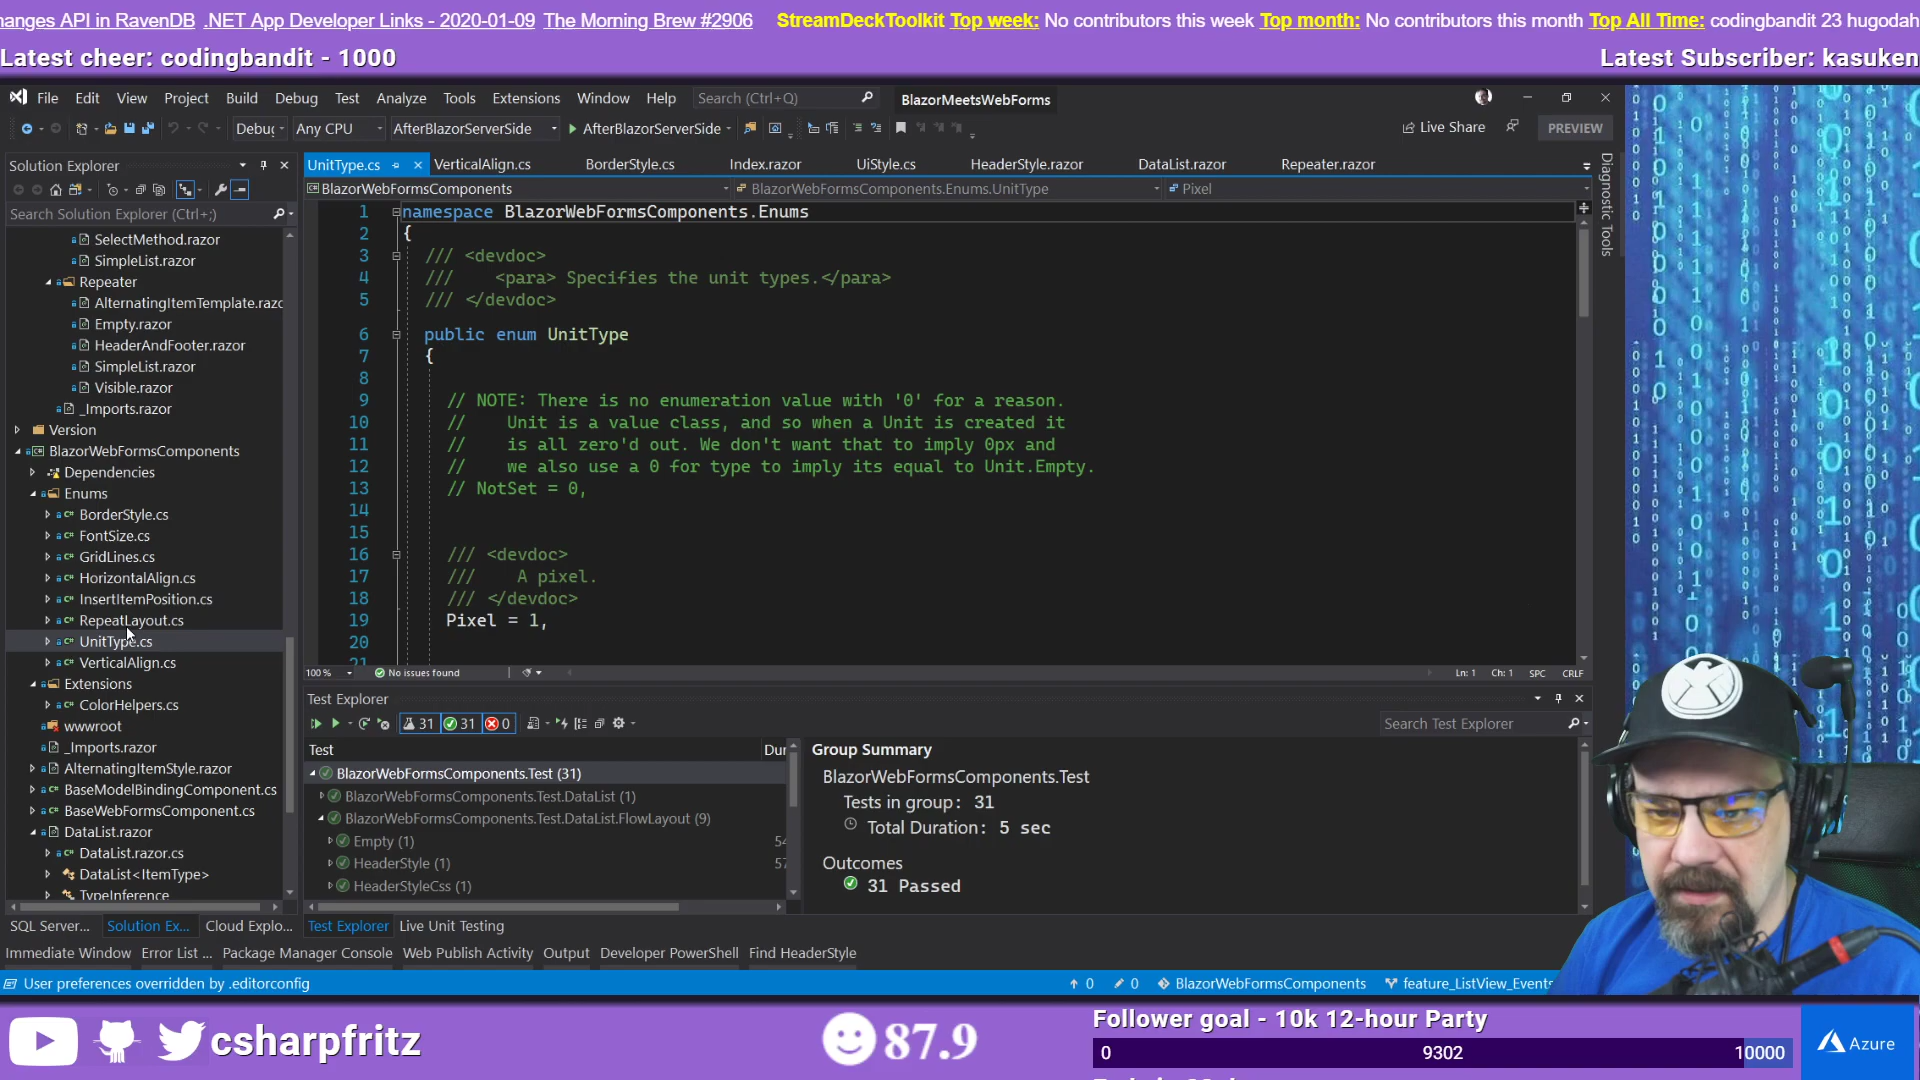 anges API in RavenDB .NET App Developer Links - 2020-01-09 The Morning Brew #2906 StreamDeckToolkit Top week: No contributors this week Top month: No contributors this month Top All Time: codingbandit 23 hugodah
Latest cheer: codingbandit - 1000
Latest Subscriber: kasuken
File Edit View Project Build Debug Test Analyze Tools Extensions Window Help Search (Ctrl+Q) BlazorMeetsWebForms
Debug Any CPU AfterBlazorServerSide AfterBlazorServerSide Live Share PREVIEW
Solution Explorer
UnitType.cs VerticalAlign.cs BorderStyle.cs Index.razor UiStyle.cs HeaderStyle.razor DataList.razor Repeater.razor
BlazorWebFormsComponents BlazorWebFormsComponents.Enums.UnitType Pixel
Search Solution Explorer (Ctrl+;)
SelectMethod.razor
SimpleList.razor
Repeater
AlternatingItemTemplate.razc
Empty.razor
HeaderAndFooter.razor
SimpleList.razor
Visible.razor
_Imports.razor
Version
BlazorWebFormsComponents
Dependencies
Enums
BorderStyle.cs
FontSize.cs
GridLines.cs
HorizontalAlign.cs
InsertItemPosition.cs
RepeatLayout.cs
UnitType.cs
VerticalAlign.cs
Extensions
ColorHelpers.cs
wwwroot
_Imports.razor
AlternatingItemStyle.razor
BaseModelBindingComponent.cs
BaseWebFormsComponent.cs
DataList.razor
DataList.razor.cs
DataList<ItemType>
TypeInference
1 namespace BlazorWebFormsComponents.Enums
2 {
3 /// <devdoc>
4 /// <para> Specifies the unit types.</para>
5 /// </devdoc>
6 public enum UnitType
7 {
8
9 // NOTE: There is no enumeration value with '0' for a reason.
10 // Unit is a value class, and so when a Unit is created it
11 // is all zero'd out. We don't want that to imply 0px and
12 // we also use a 0 for type to imply its equal to Unit.Empty.
13 // NotSet = 0,
14
15
16 /// <devdoc>
17 /// A pixel.
18 /// </devdoc>
19 Pixel = 1,
20
21
100% No issues found Ln: 1 Ch: 1 SPC CRLF
Diagnostic Tools
Test Explorer
31 31 0 Search Test Explorer
Test Dur
BlazorWebFormsComponents.Test (31)
BlazorWebFormsComponents.Test.DataList (1)
BlazorWebFormsComponents.Test.DataList.FlowLayout (9)
Empty (1) 54
HeaderStyle (1) 57
HeaderStyleCss (1)
Group Summary
BlazorWebFormsComponents.Test
Tests in group: 31
Total Duration: 5 sec
Outcomes
31 Passed
SQL Server... Solution Ex... Cloud Explo... Test Explorer Live Unit Testing
Immediate Window Error List ... Package Manager Console Web Publish Activity Output Developer PowerShell Find HeaderStyle
User preferences overridden by .editorconfig 0 0 BlazorWebFormsComponents feature_ListView_Events
csharpfritz
87.9
Follower goal - 10k 12-hour Party
0 9302 10000
Azure